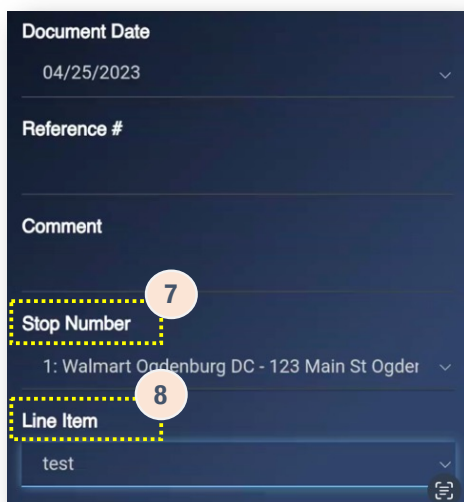 Document Date
04/25/2023
Reference #
Comment
7
Stop Number
1: Walmart Ogdenburg DC - 123 Main St Ogder
8
Line Item
test